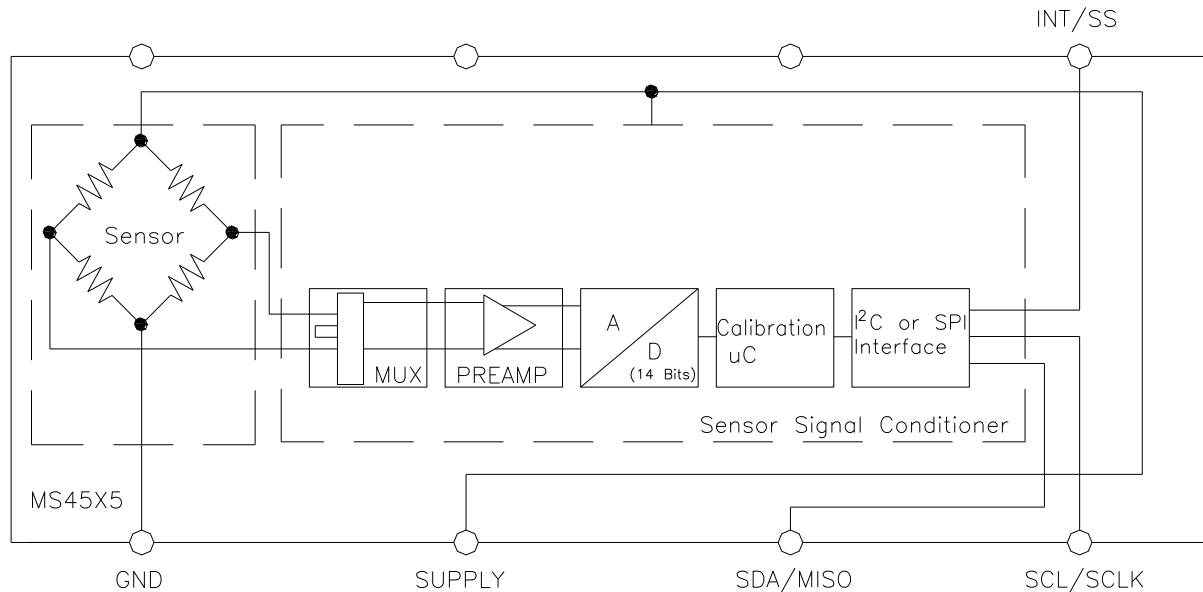 INT/SS
Sensor
A
D
(14 Bits)
MUX
PREAMP
Calibration
uC
I²C or SPI
Interface
Sensor Signal Conditioner
MS45X5
GND
SUPPLY
SDA/MISO
SCL/SCLK